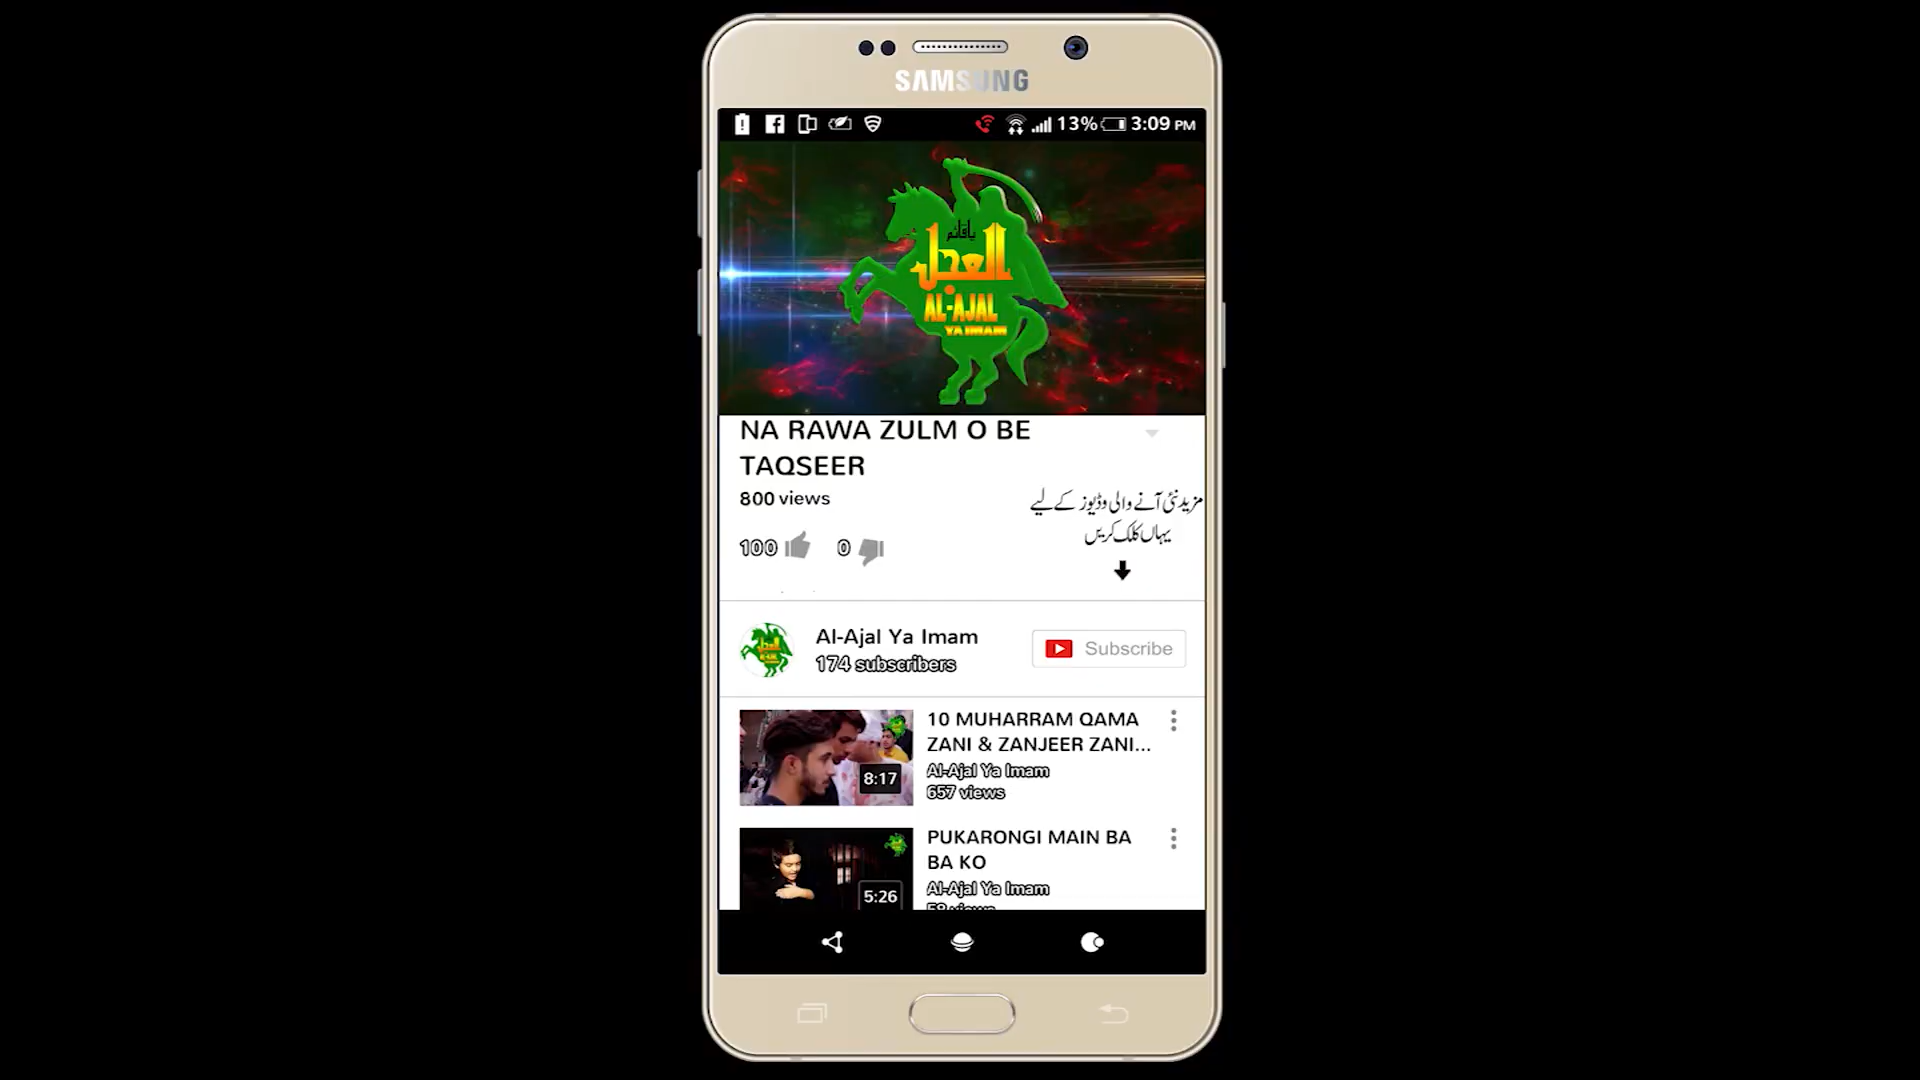 SAMSUNG
13% 3:09 PM
یاقائم
العجل
AL-AJAL
YA IMAM
NA RAWA ZULM O BE
TAQSEER
800 views
مزید نئی آنے والی وڈیوز کے لیے
یہاں کلک کریں
100 0
Al-Ajal Ya Imam
174 subscribers
Subscribe
10 MUHARRAM QAMA
ZANI & ZANJEER ZANI...
Al-Ajal Ya Imam
657 views
8:17
PUKARONGI MAIN BA
BA KO
Al-Ajal Ya Imam
58 views
5:26